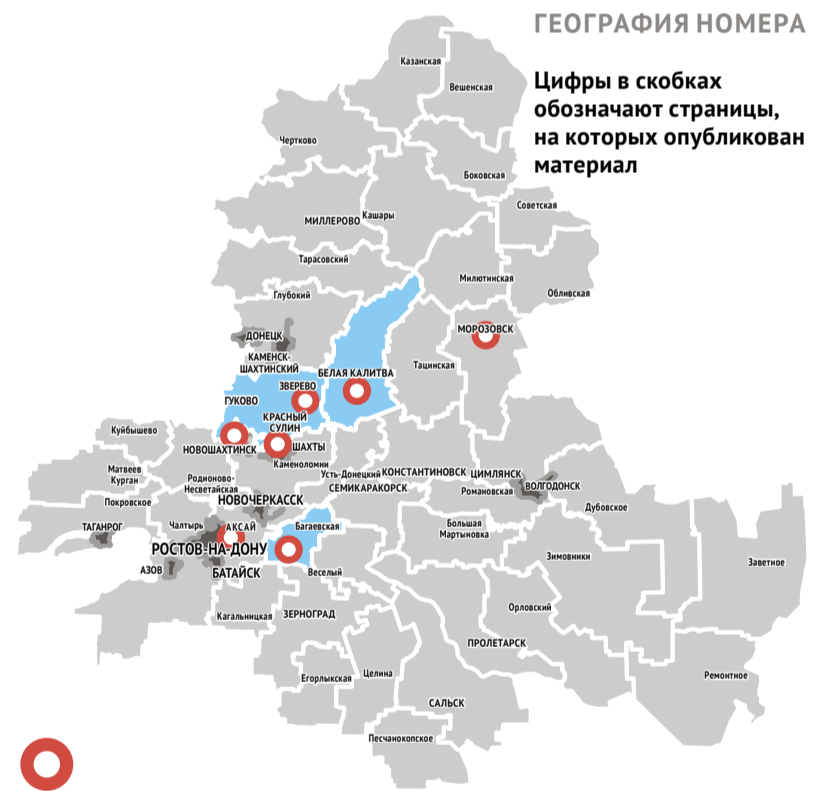 ГЕОГРАФИЯ НОМЕРА
Цифры в скобках
обозначают страницы,
на которых опубликован
материал
Казанская
Вешенская
Чертково
Боковская
Советская
МИЛЛЕРОВО
Кашары
Тарасовский
Милютинская
Обливская
Глубокий
МОРОЗОВСК
ДОНЕЦК
КАМЕНСК-
ШАХТИНСКИЙ
БЕЛАЯ КАЛИТВА
Тацинская
ЗВЕРЕВО
ГУКОВО
КРАСНЫЙ
СУЛИН
Куйбышево
НОВОШАХТИНСК
ШАХТЫ
Каменоломни
Матвеев
Курган
Родионово-
Несветайская
Усть-Донецкий
КОНСТАНТИНОВСК
ЦИМЛЯНСК
СЕМИКАРАКОРСК
Романовская
ВОЛГОДОНСК
Покровское
НОВОЧЕРКАССК
Дубовское
ТАГАНРОГ
Чалтырь
АКСАЙ
Багаевская
Большая
Мартыновка
РОСТОВ-НА-ДОНУ
Зимовники
Заветное
АЗОВ
БАТАЙСК
Веселый
Кагальницкая
ЗЕРНОГРАД
Орловский
ПРОЛЕТАРСК
Егорлыкская
Целина
Ремонтное
САЛЬСК
Песчанокопское